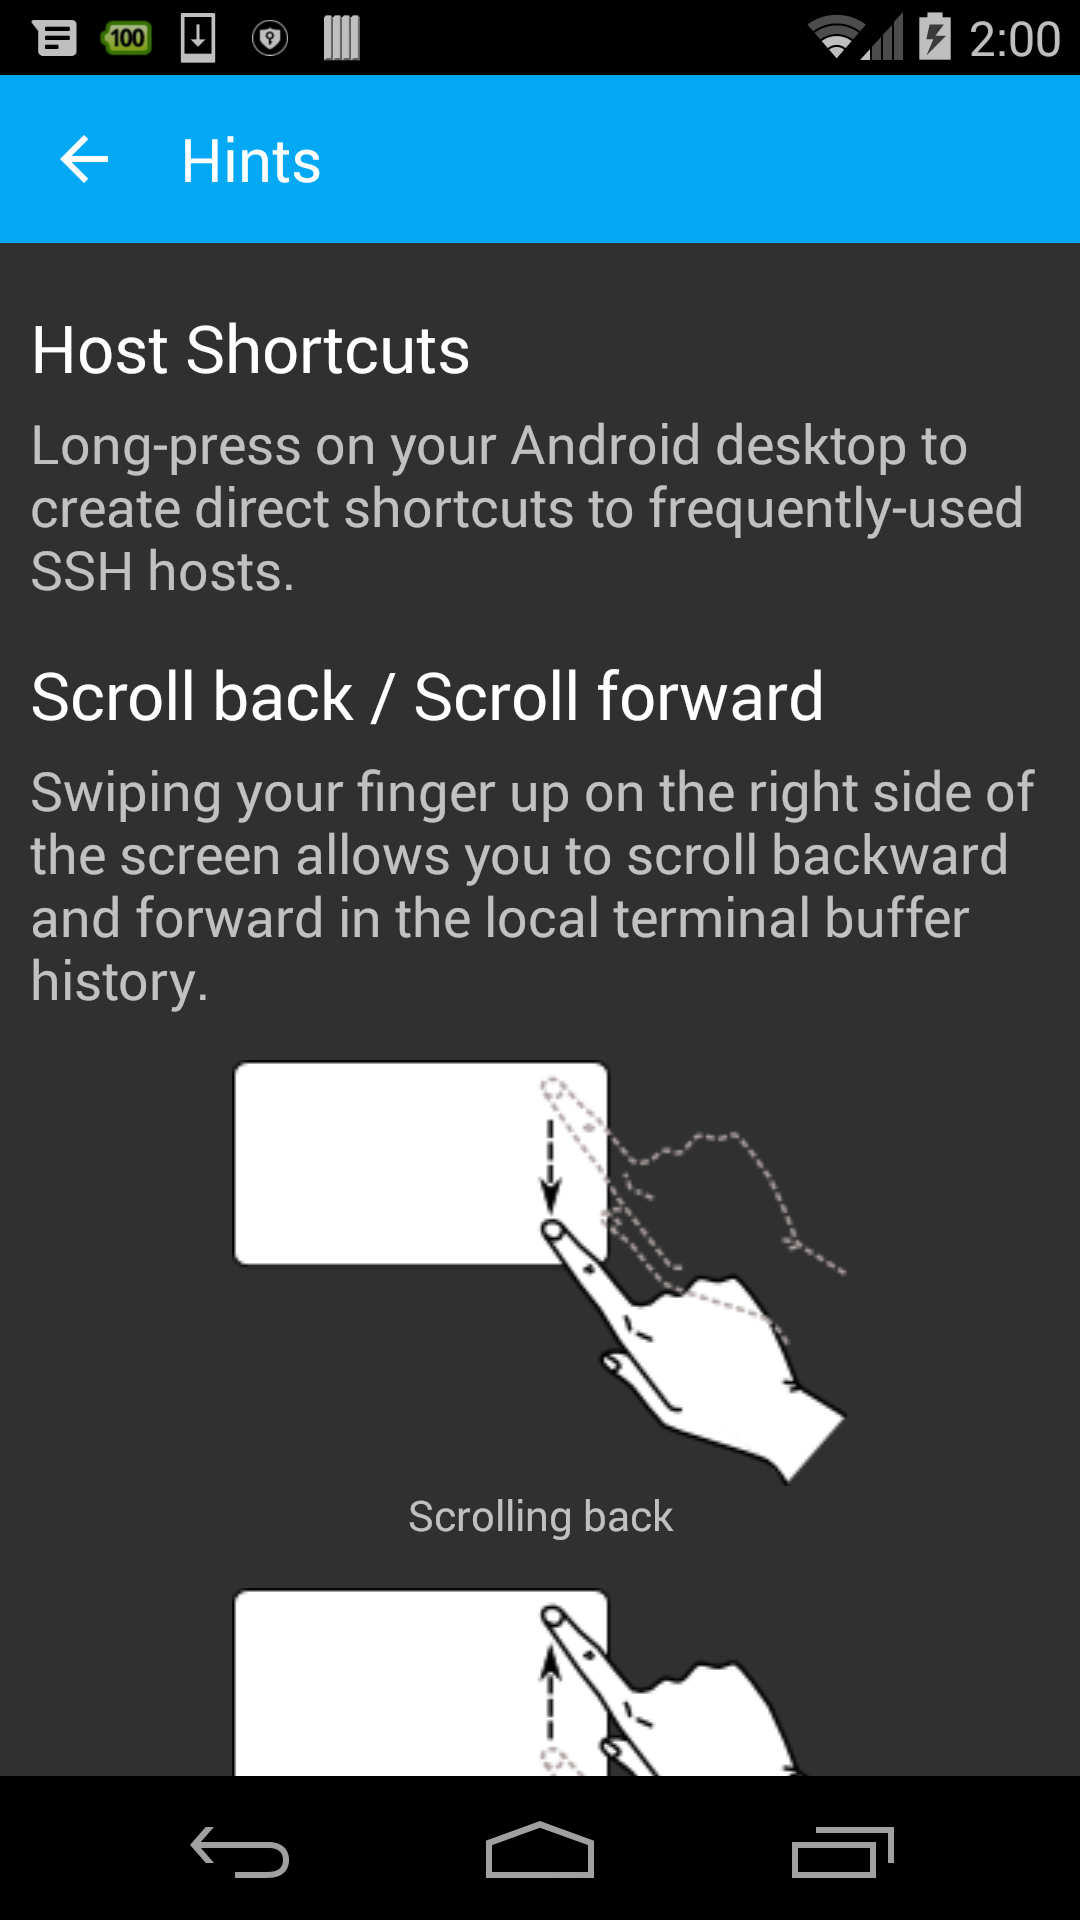 100
2:00
Hints
Host Shortcuts
Long-press on your Android desktop to
create direct shortcuts to frequently-used
SSH hosts.
Scroll back / Scroll forward
Swiping your finger up on the right side of
the screen allows you to scroll backward
and forward in the local terminal buffer
history.
Scrolling back